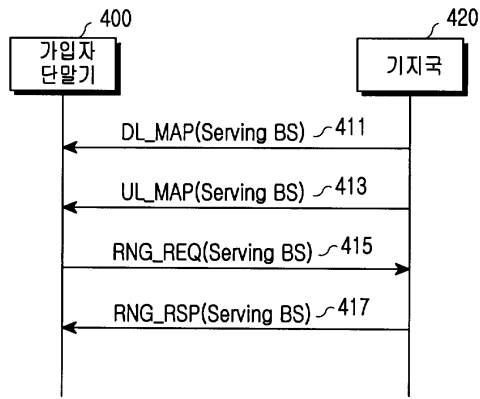 400
가입자
단말기
420
기지국
DL_MAP(Serving BS) 411
UL_MAP(Serving BS) 413
RNG_REQ(Serving BS) 415
RNG_RSP(Serving BS) 417